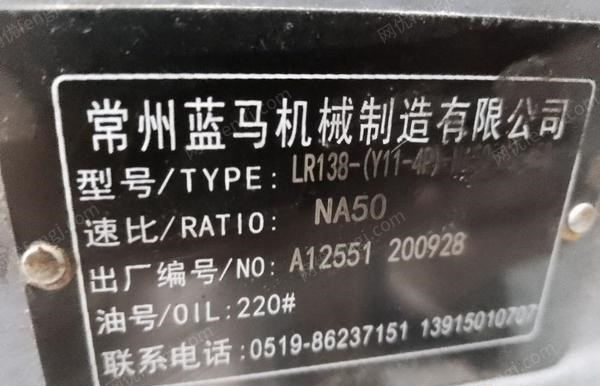 常州蓝马机械制造有限公司
型号/TYPE: LR138-(Y11-4P)-
速比/RATIO: NA50
出厂编号/NO: A12551 200928
油号/OIL:220#
联系电话:0519-86237151 13915010707